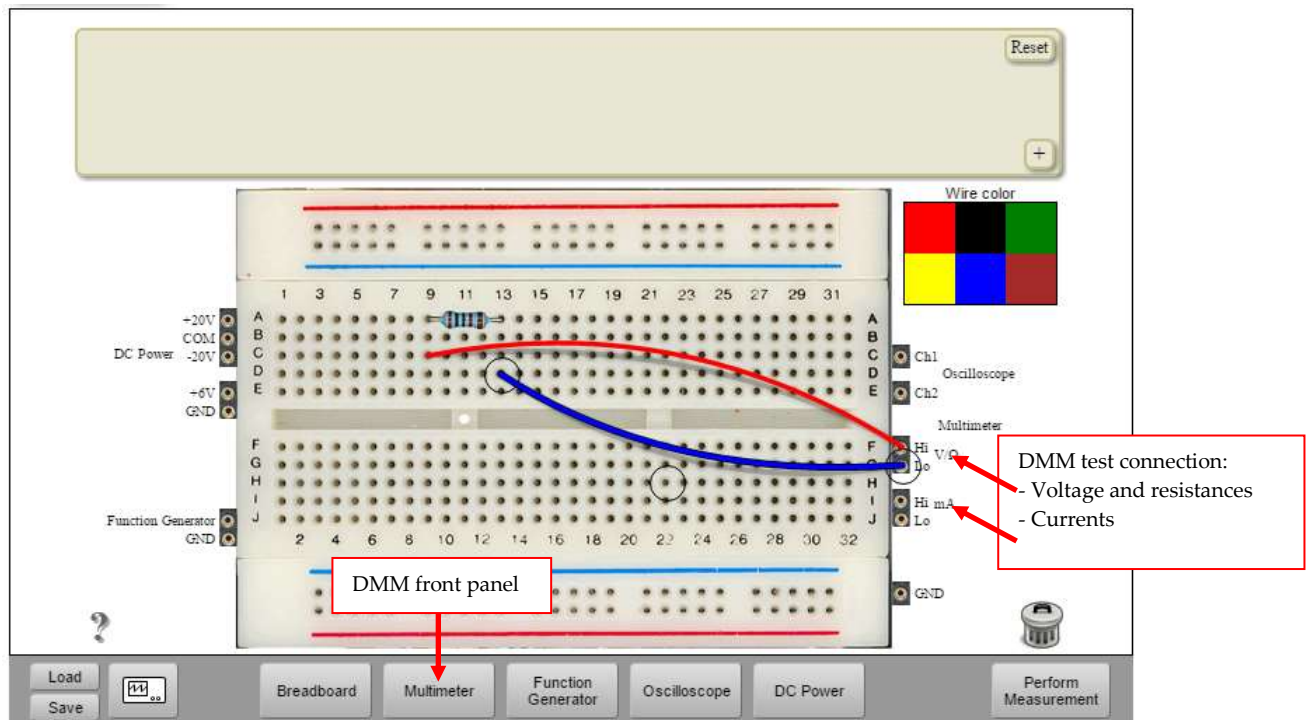 Reset
+
Wire color
1 3 5 7 9 11 13 15 17 19 21 23 25 27 29 31
+20V
COM
DC Power -20V
+6V
GND
A A
B B
C C
D D
E E
Ch1
Oscilloscope
Ch2
Multimeter
Hi
V/Ω
Lo
Hi mA
Lo
F F
G
H H
I I
J J
Function Generator
GND
2 4 6 8 10 12 14 16 18 20 22 24 26 28 30 32
GND
DMM test connection:
- Voltage and resistances
- Currents
DMM front panel
?
Load
Save
Breadboard
Multimeter
Function
Generator
Oscilloscope
DC Power
Perform
Measurement